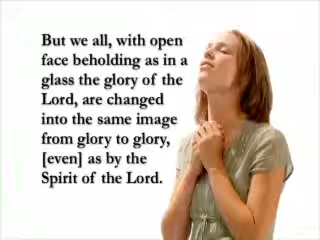 But we all, with open
face beholding as in a
glass the glory of the
Lord, are changed
into the same image
from glory to glory,
[even] as by the
Spirit of the Lord.